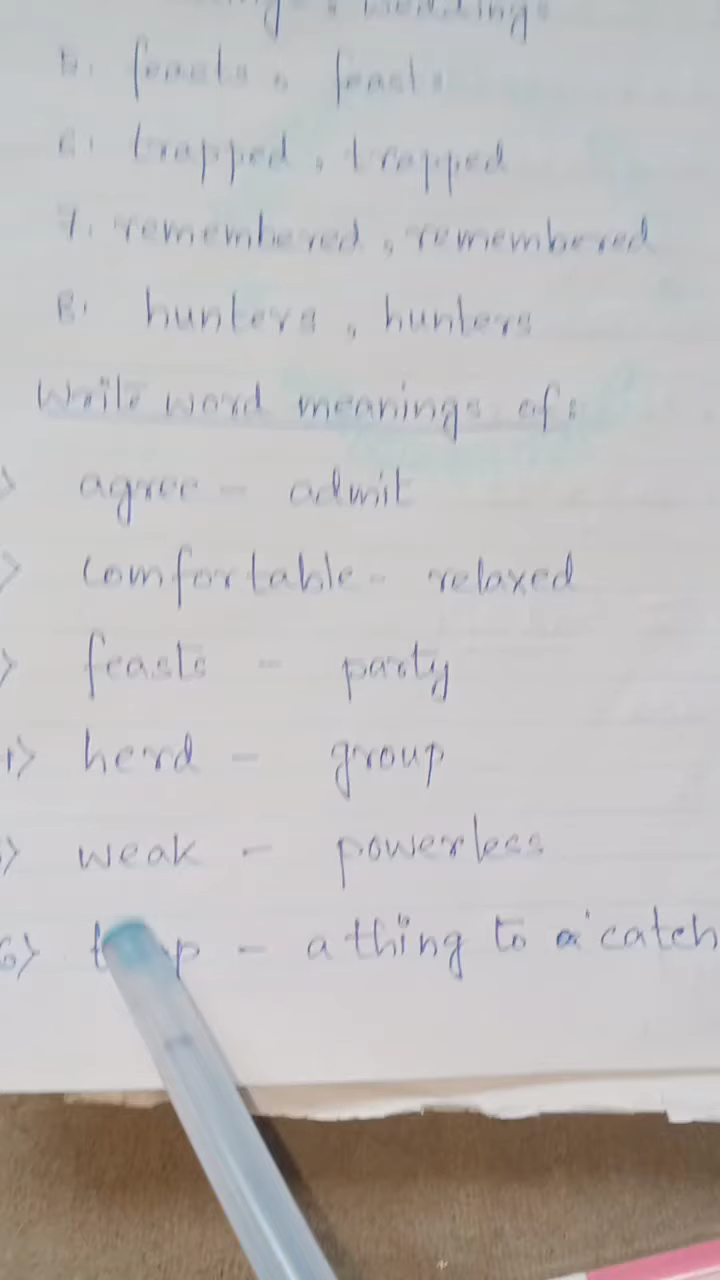 feasts, feasts
trapped, trapped
7. remembered, remembered
8. hunters, hunters
Write word meanings of:
agree - admit
comfortable - relaxed
feasts - party
herd - group
weak - powerless
6) - a thing to a catch